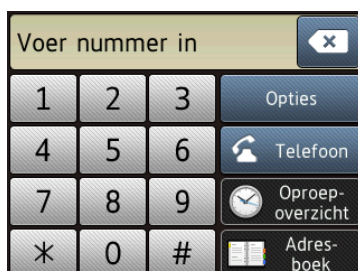 Voer nummer in
1 2 3 Opties
4 5 6 Telefoon
7 8 9 Oproep-
overzicht
* 0 # Adres-
boek